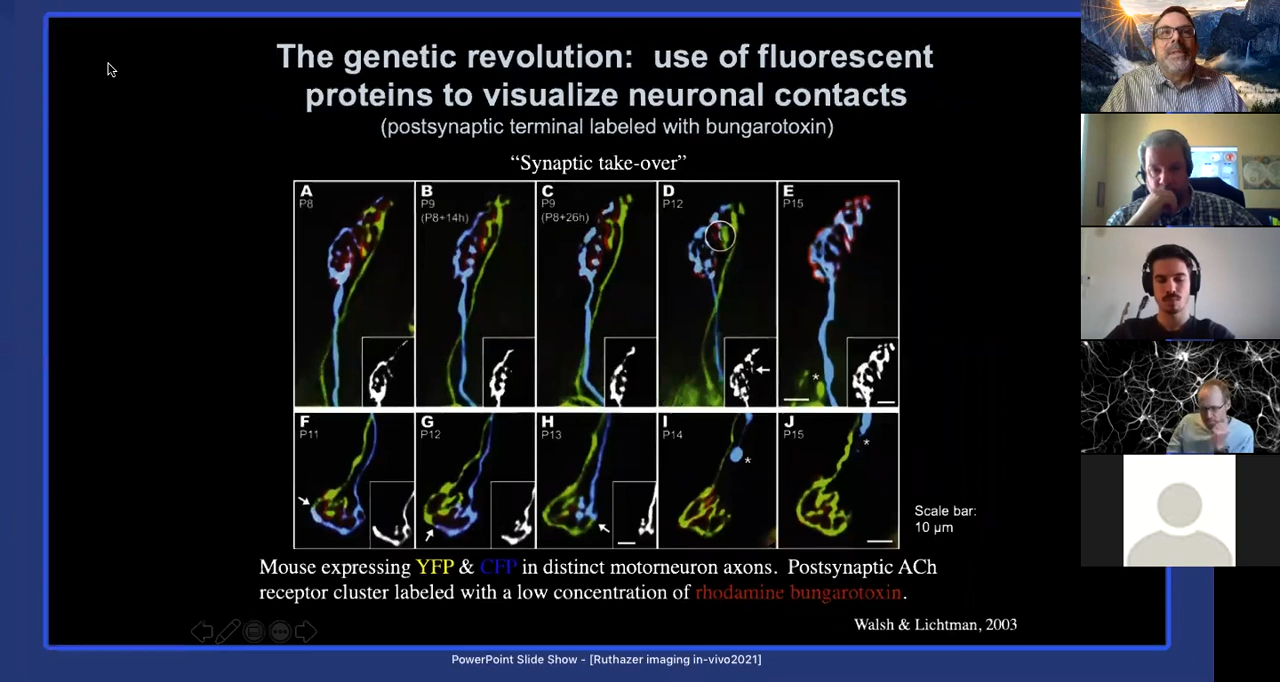 The genetic revolution:  use of fluorescent
proteins to visualize neuronal contacts
(postsynaptic terminal labeled with bungarotoxin)
“Synaptic take-over”
A
P8
B
P9
(P8+14h)
C
P9
(P8+26h)
D
P12
E
P15
*
F
P11
G
P12
H
P13
I
P14
*
J
P15
*
Scale bar:
10 μm
Mouse expressing YFP & CFP in distinct motorneuron axons.  Postsynaptic ACh
receptor cluster labeled with a low concentration of rhodamine bungarotoxin.
Walsh & Lichtman, 2003
PowerPoint Slide Show - [Ruthazer imaging in-vivo2021]